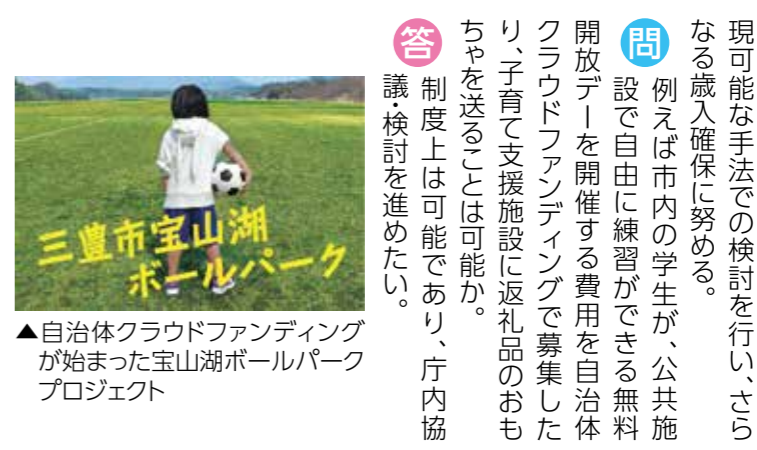 現可能な手法での検討を行い、さら
なる歳入確保に努める。
問
例えば市内の学生が、公共施
設で自由に練習ができる無料
開放デーを開催する費用を自治体
クラウドファンディングで募集した
り、子育て支援施設に返礼品のおも
ちゃを送ることは可能か。
答
制度上は可能であり、庁内協
議・検討を進めたい。
三豊市宝山湖
ボールパーク
▲自治体クラウドファンディング
が始まった宝山湖ボールパーク
プロジェクト